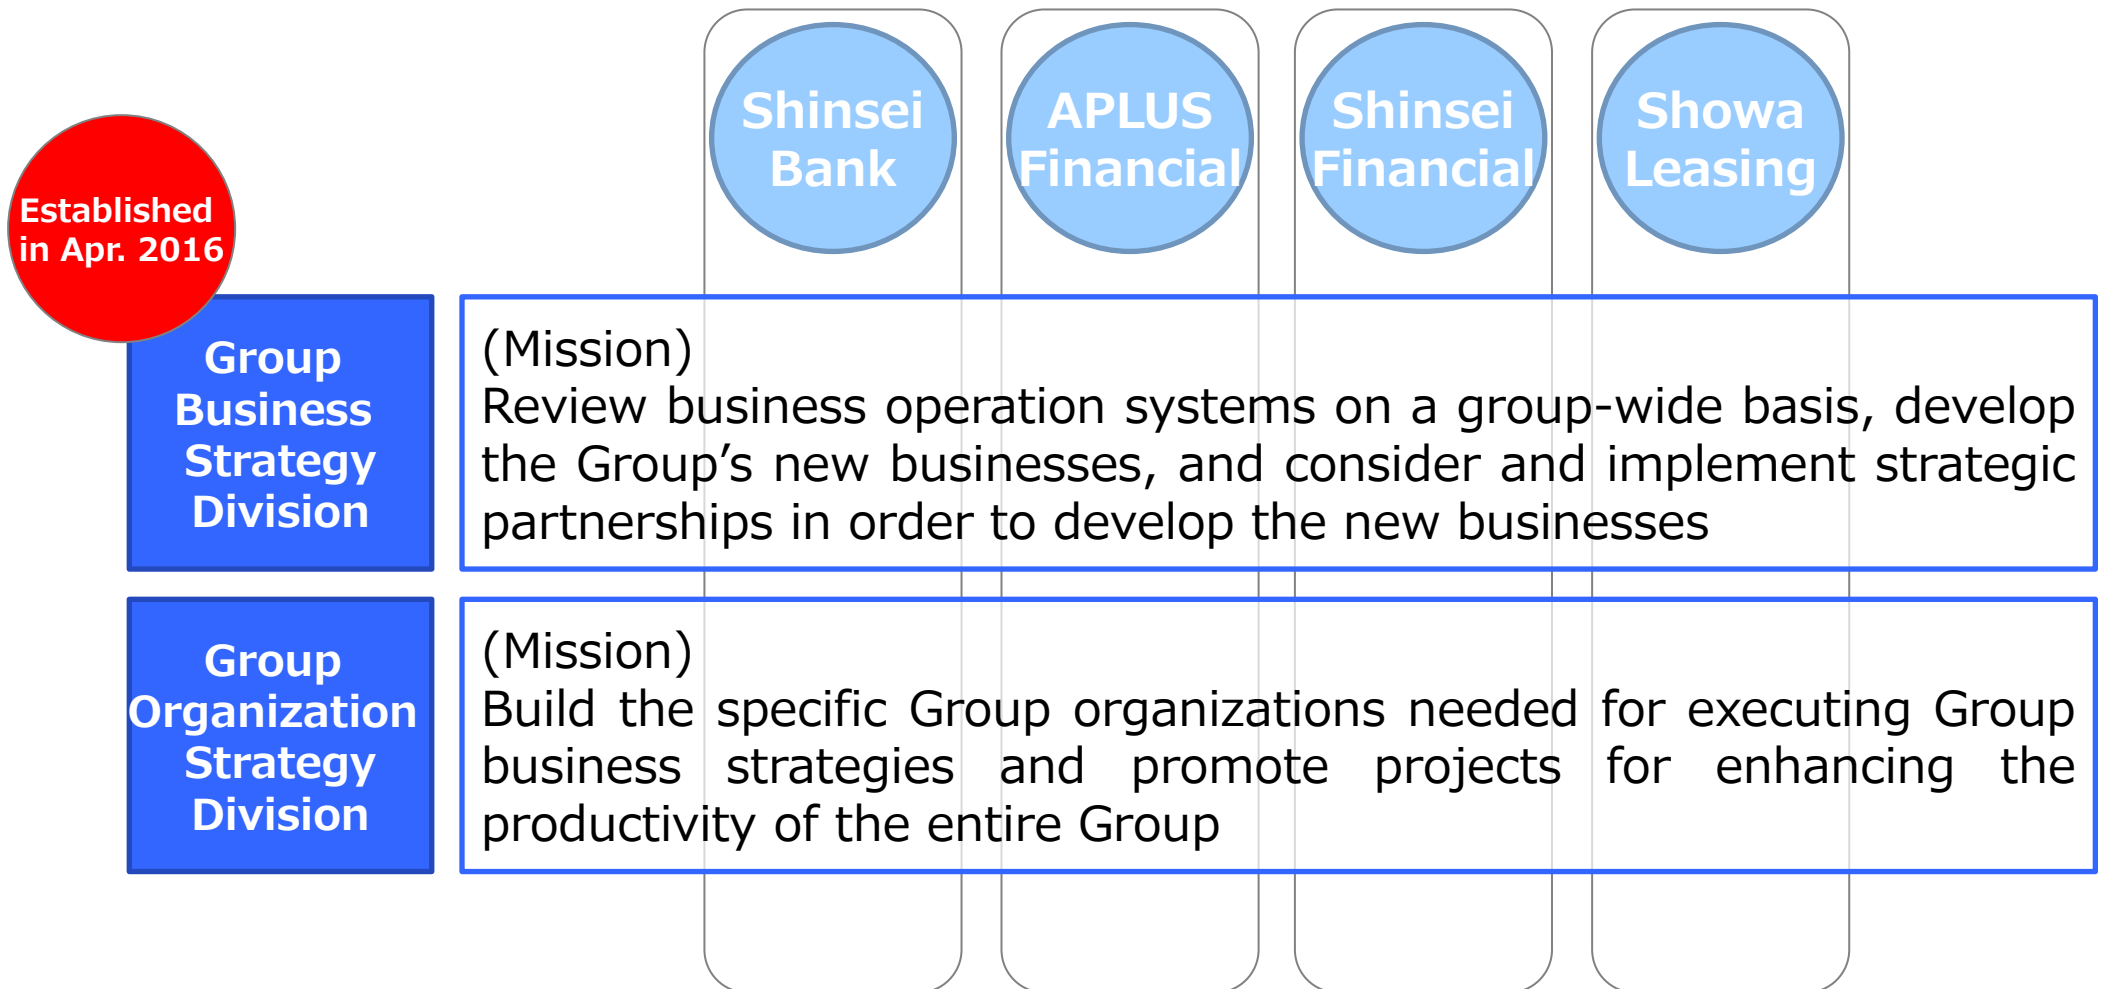 Shinsei
Bank
APLUS
Financial
Shinsei
Financial
Showa
Leasing
Established
in Apr. 2016
Group
Business
Strategy
Division
(Mission)
Review business operation systems on a group-wide basis, develop
the Group’s new businesses, and consider and implement strategic
partnerships in order to develop the new businesses
Group
Organization
Strategy
Division
(Mission)
Build the specific Group organizations needed for executing Group
business strategies and promote projects for enhancing the
productivity of the entire Group